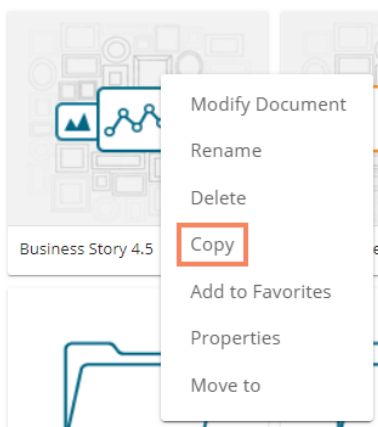 Modify Document
Rename
Delete
Business Story 4.5
Copy
Add to Favorites
Properties
Move to